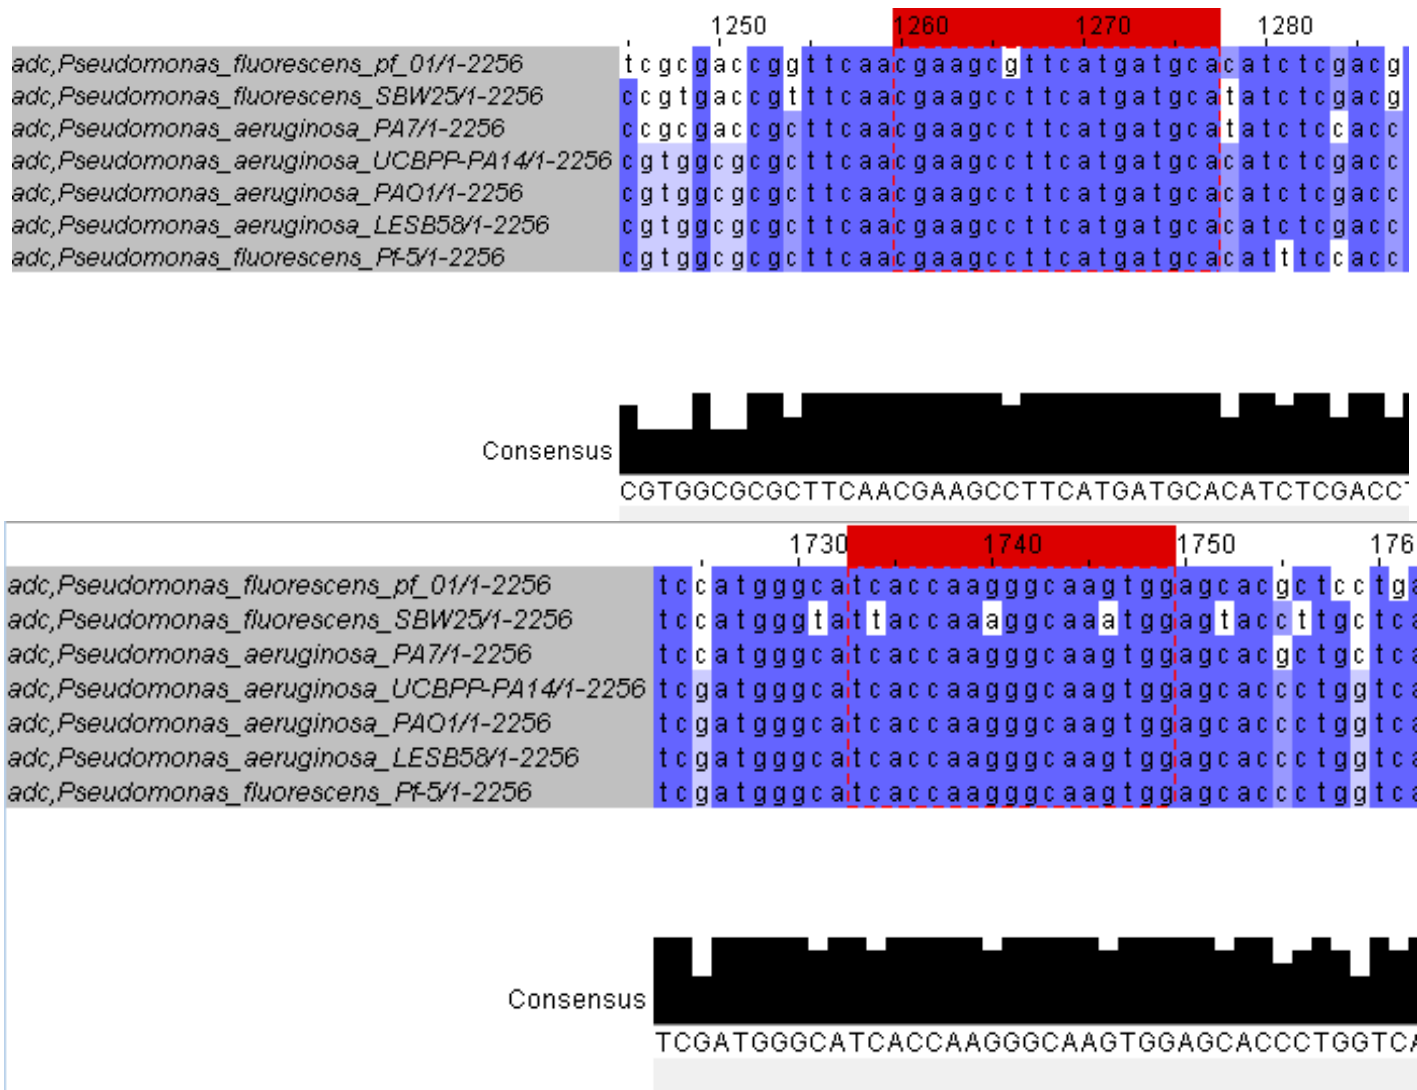 1250 1260 1270 1280
adc,Pseudomonas_fluorescens_pf_01/1-2256 tcgcgaccggttcaacgaagcgttcatgatgcacatctcgacg
adc,Pseudomonas_fluorescens_SBW25/1-2256 ccgtgaccgtttcaacgaagccttcatgatgcatatctcgacg
adc,Pseudomonas_aeruginosa_PA7/1-2256 ccgcgaccgcttcaacgaagccttcatgatgcatatctccacc
adc,Pseudomonas_aeruginosa_UCBPP-PA14/1-2256 cgtggcgcgcttcaacgaagccttcatgatgcacatctcgacc
adc,Pseudomonas_aeruginosa_PAO1/1-2256 cgtggcgcgcttcaacgaagccttcatgatgcacatctcgacc
adc,Pseudomonas_aeruginosa_LESB58/1-2256 cgtggcgcgcttcaacgaagccttcatgatgcacatctcgacc
adc,Pseudomonas_fluorescens_Pf-5/1-2256 cgtggcgcgcttcaacgaagccttcatgatgcacatttccacc
Consensus
CGTGGCGCGCTTCAACGAAGCCTTCATGATGCACATCTCGACCT
1730 1740 1750 176
adc,Pseudomonas_fluorescens_pf_01/1-2256 tccatgggcatcaccaagggcaagtggagcacgctcctga
adc,Pseudomonas_fluorescens_SBW25/1-2256 tccatgggtattaccaaaggcaaatggagtaccttgctca
adc,Pseudomonas_aeruginosa_PA7/1-2256 tccatgggcatcaccaagggcaagtggagcacgctgctca
adc,Pseudomonas_aeruginosa_UCBPP-PA14/1-2256 tcgatgggcatcaccaagggcaagtggagcaccctggtca
adc,Pseudomonas_aeruginosa_PAO1/1-2256 tcgatgggcatcaccaagggcaagtggagcaccctggtca
adc,Pseudomonas_aeruginosa_LESB58/1-2256 tcgatgggcatcaccaagggcaagtggagcaccctggtca
adc,Pseudomonas_fluorescens_Pf-5/1-2256 tcgatgggcatcaccaagggcaagtggagcaccctggtca
Consensus
TCGATGGGCATCACCAAGGGCAAGTGGAGCACCCTGGTCA